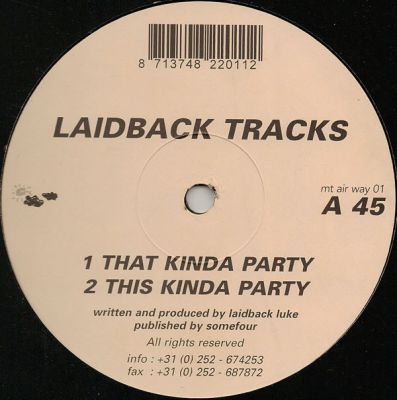 8 713748 220112
LAIDBACK TRACKS
mt air way 01
A 45
1 THAT KINDA PARTY
2 THIS KINDA PARTY
written and produced by laidback luke
published by somefour
All rights reserved
info : +31 (0) 252 - 674253
fax : +31 (0) 252 - 687872